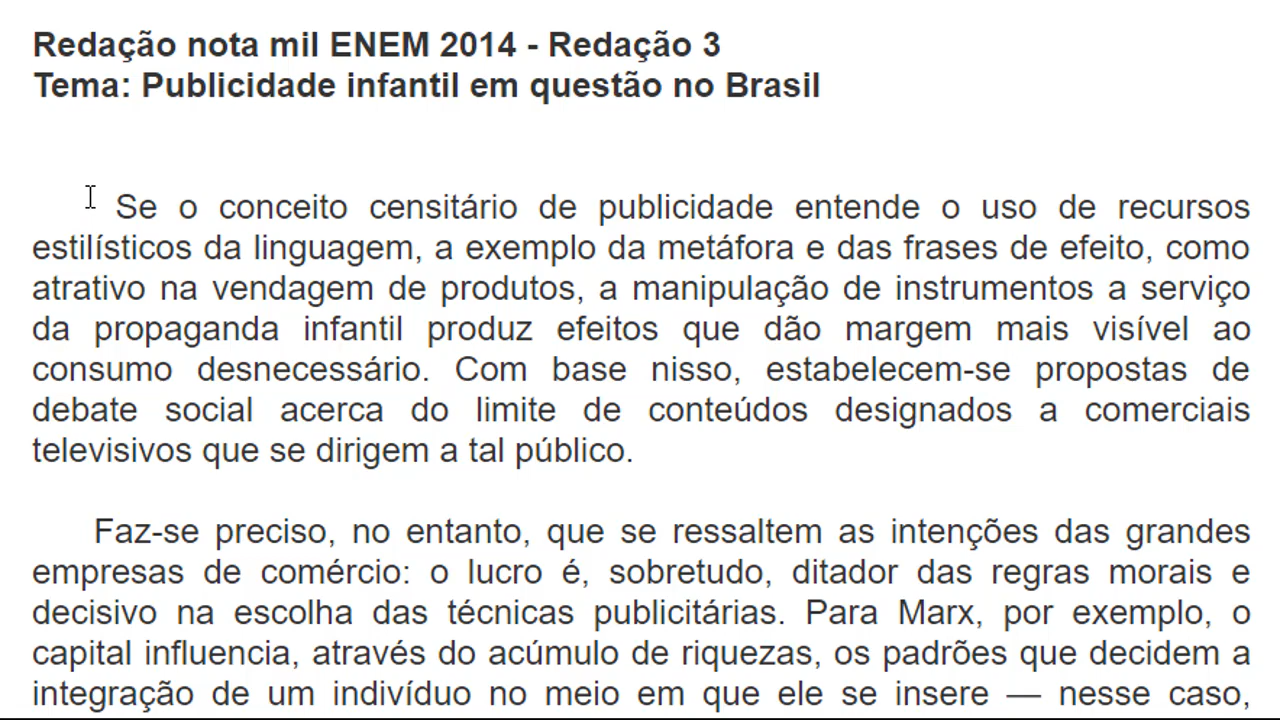 Redação nota mil ENEM 2014 - Redação 3
Tema: Publicidade infantil em questão no Brasil
Se o conceito censitário de publicidade entende o uso de recursos
estilísticos da linguagem, a exemplo da metáfora e das frases de efeito, como
atrativo na vendagem de produtos, a manipulação de instrumentos a serviço
da propaganda infantil produz efeitos que dão margem mais visível ao
consumo desnecessário. Com base nisso, estabelecem-se propostas de
debate social acerca do limite de conteúdos designados a comerciais
televisivos que se dirigem a tal público.
Faz-se preciso, no entanto, que se ressaltem as intenções das grandes
empresas de comércio: o lucro é, sobretudo, ditador das regras morais e
decisivo na escolha das técnicas publicitárias. Para Marx, por exemplo, o
capital influencia, através do acúmulo de riquezas, os padrões que decidem a
integração de um indivíduo no meio em que ele se insere — nesse caso,